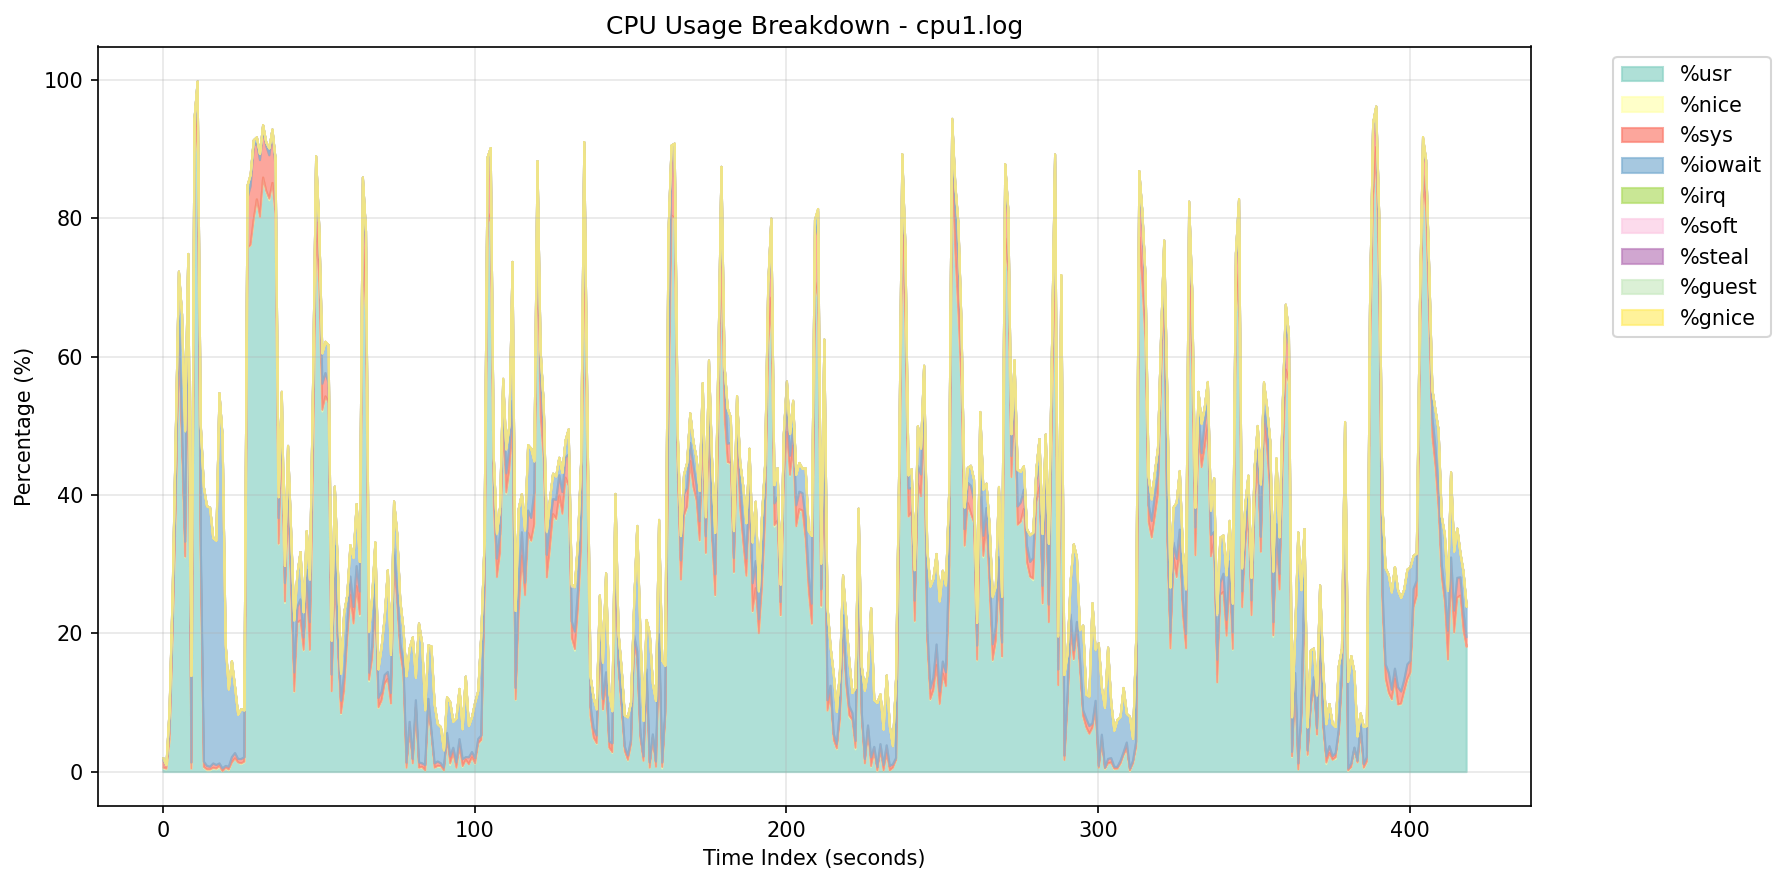 CPU Usage Breakdown - cpu1.log
%usr
%nice
%sys
%iowait
%irq
%soft
%steal
%guest
%gnice
Percentage (%)
100
80
60
40
20
0
0 100 200 300 400
Time Index (seconds)